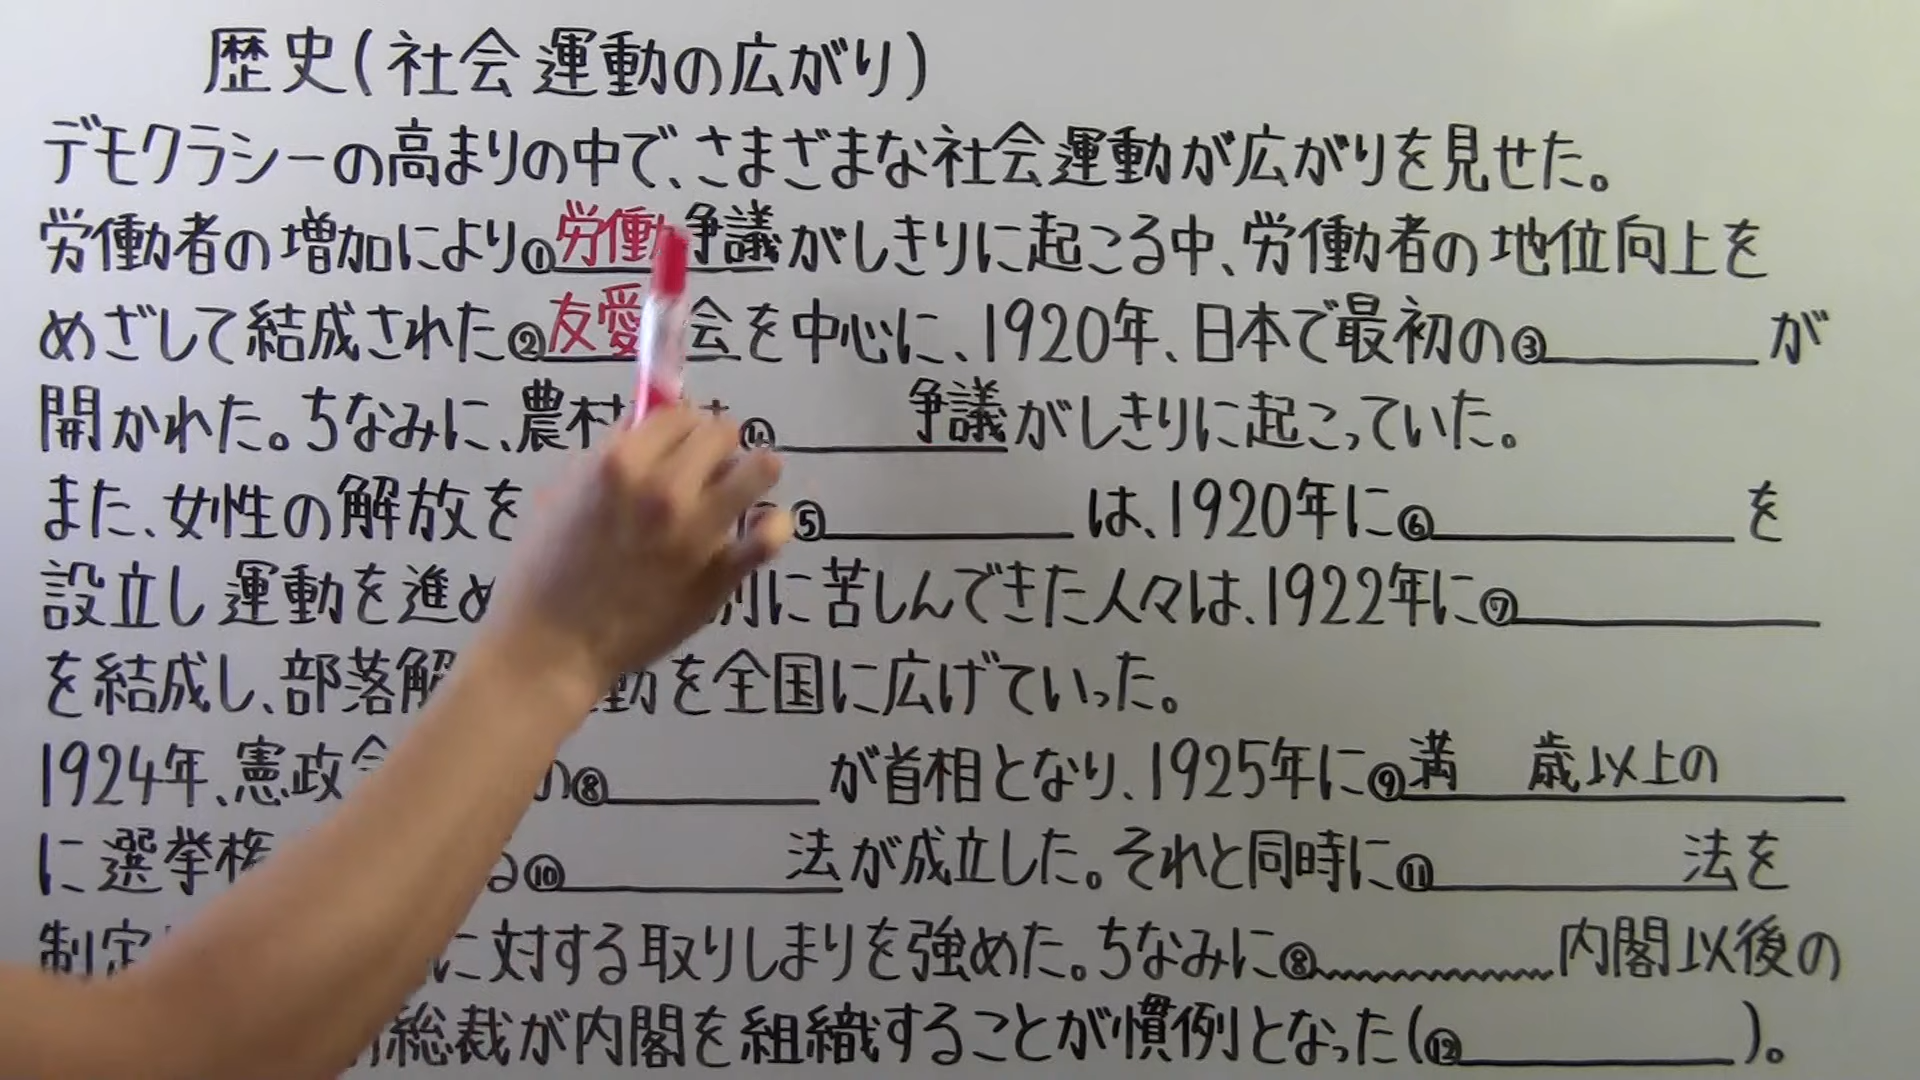 歴史(社会運動の広がり)
デモクラシーの高まりの中で、さまざまな社会運動が広がりを見せた。
労働者の増加により①労働争議がしきりに起こる中、労働者の地位向上を
めざして結成された②友愛会を中心に、1920年、日本で最初の③が
開かれた。ちなみに、農村 ④ 争議がしきりに起こっていた。
また、女性の解放を ⑤ は、1920年に⑥ を
設立し運動を進め 別に苦しんできた人々は、1922年に⑦
を結成し、部落解 動を全国に広げていった。
1924年、憲政会 の⑧ が首相となり、1925年に⑨満 歳以上の
に選挙権 る⑩ 法が成立した。それと同時に⑪ 法を
制定 に対する取りしまりを強めた。ちなみに⑧ 内閣以後の
総裁が内閣を組織することが慣例となった(⑫ )。